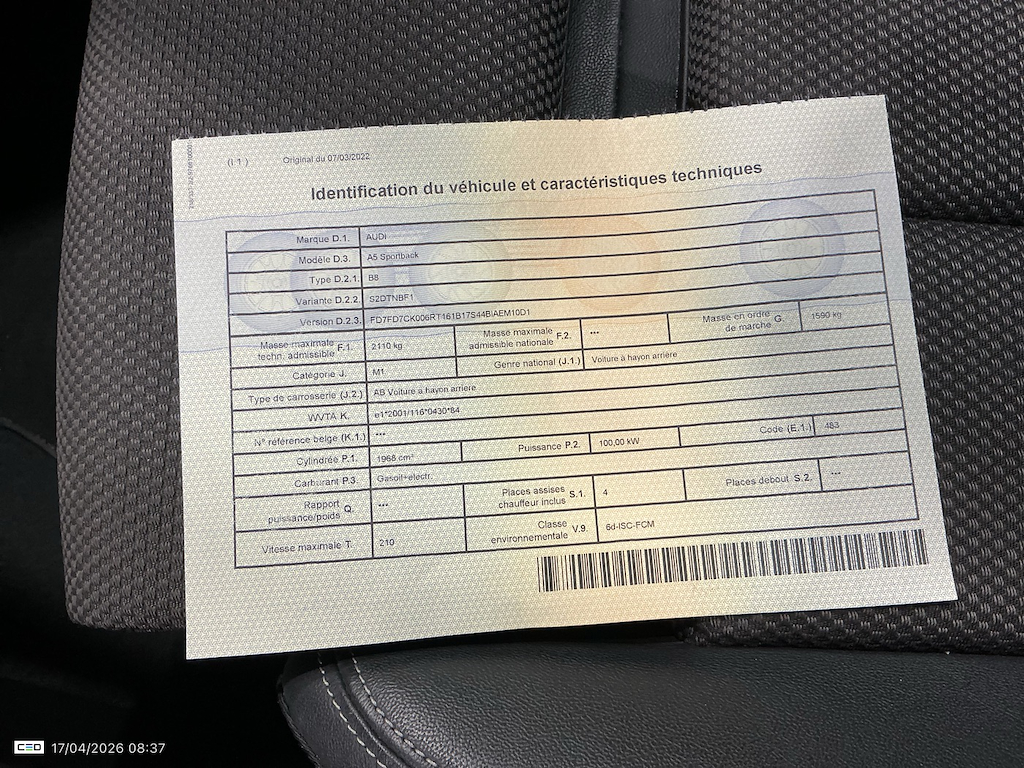 (I.1) Original du 07/03/2022
Identification du véhicule et caractéristiques techniques
Marque D.1. AUDI
Modèle D.3. A5 Sportback
Type D.2.1. B8
Variante D.2.2. S2DTNBF1
Version D.2.3. FD7FD7CK006RT161B17S44BIAEM10D1
Masse maximale techn. admissible F.1. 2110 kg Masse maximale admissible nationale F.2. --- Masse en ordre de marche G. 1590 kg
Catégorie J. M1 Genre national (J.1.) Voiture à hayon arrière
Type de carrosserie (J.2.) AB Voiture à hayon arrière
WVTA K. e1*2001/116*0430*84
N° référence belge (K.1.) ---
Cylindrée P.1. 1968 cm³ Puissance P.2. 100,00 kW Code (E.1.) 483
Carburant P.3. Gasoil+électr.
Rapport puissance/poids Q. --- Places assises chauffeur inclus S.1. 4 Places debout S.2. ---
Vitesse maximale T. 210 Classe environnementale V.9. 6d-ISC-FCM
17/04/2026 08:37